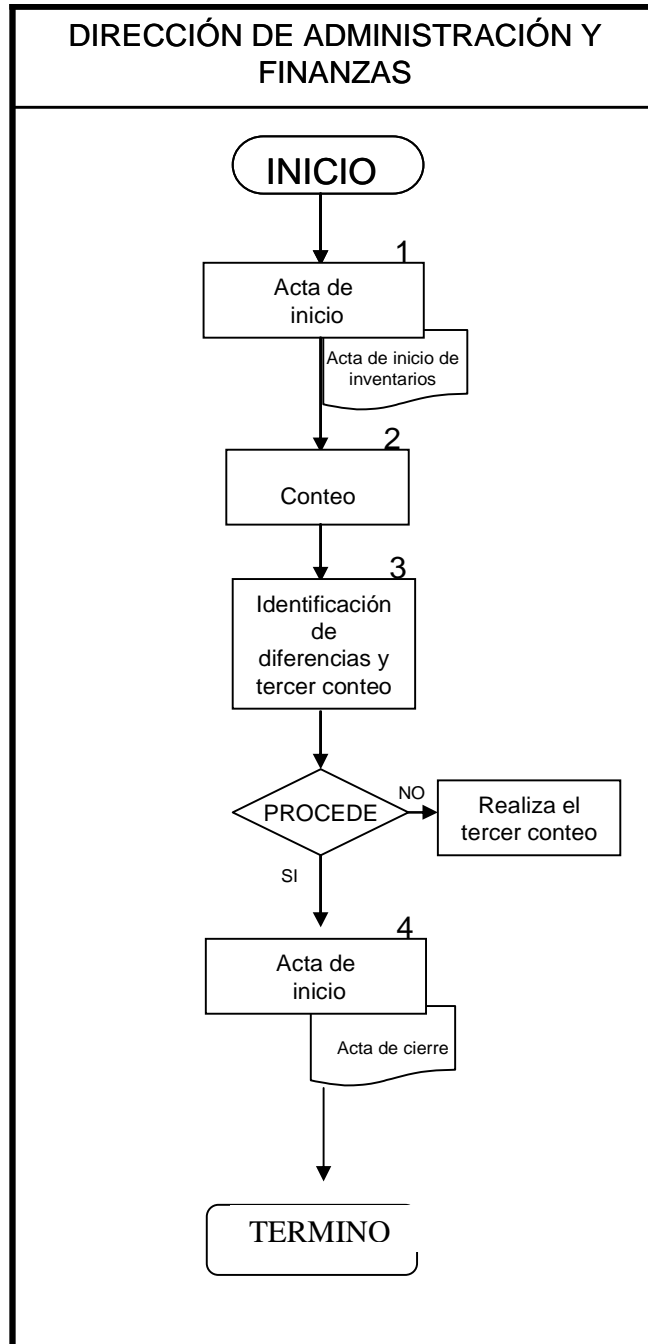 DIRECCIÓN DE ADMINISTRACIÓN Y
FINANZAS
INICIO
1
Acta de
inicio
Acta de inicio de
inventarios
2
Conteo
3
Identificación
de
diferencias y
tercer conteo
PROCEDE
NO
Realiza el
tercer conteo
SI
4
Acta de
inicio
Acta de cierre
TERMINO